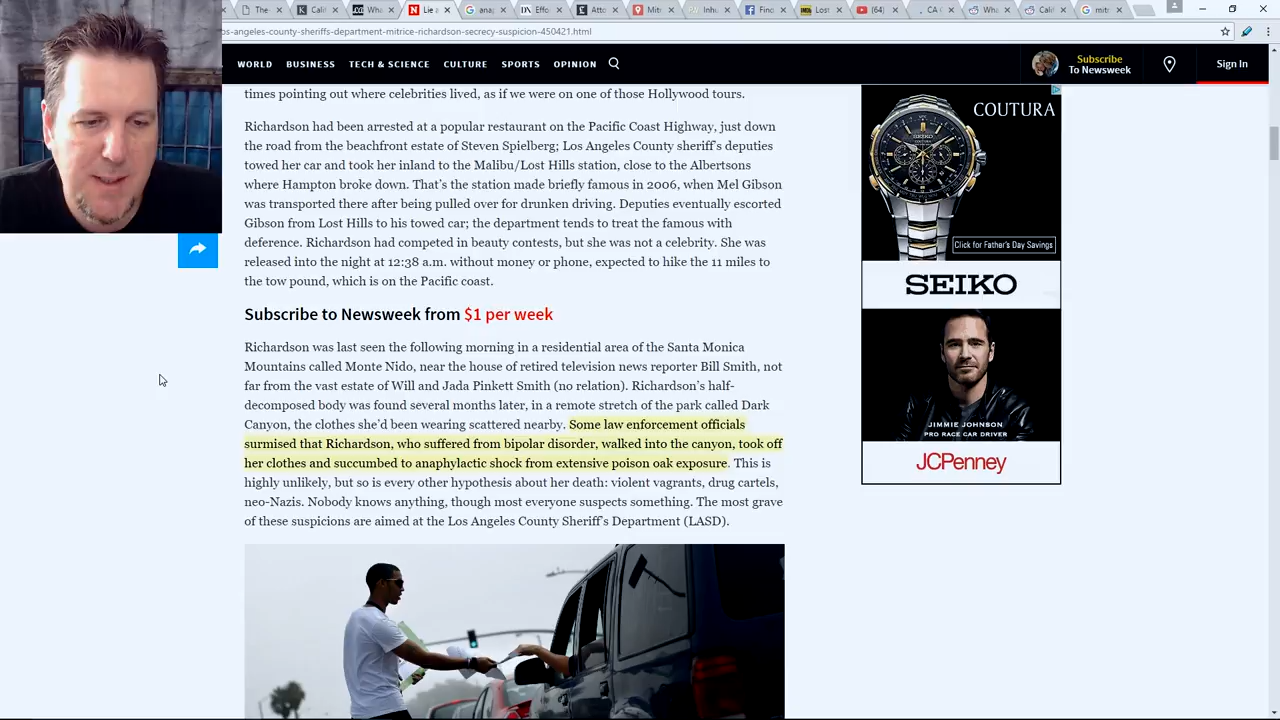 The
Kalif
Wha
Lie a
anap
Effo
Atto
Mitri
Inh
Find
Lost
(64)
CA
Wha
Calif
mitri
os-angeles-county-sheriffs-department-mitrice-richardson-secrecy-suspicion-450421.html
WORLD BUSINESS TECH & SCIENCE CULTURE SPORTS OPINION
Subscribe
To Newsweek
Sign In
times pointing out where celebrities lived, as if we were on one of those Hollywood tours.
Richardson had been arrested at a popular restaurant on the Pacific Coast Highway, just down
the road from the beachfront estate of Steven Spielberg; Los Angeles County sheriff's deputies
towed her car and took her inland to the Malibu/Lost Hills station, close to the Albertsons
where Hampton broke down. That's the station made briefly famous in 2006, when Mel Gibson
was transported there after being pulled over for drunken driving. Deputies eventually escorted
Gibson from Lost Hills to his towed car; the department tends to treat the famous with
deference. Richardson had competed in beauty contests, but she was not a celebrity. She was
released into the night at 12:38 a.m. without money or phone, expected to hike the 11 miles to
the tow pound, which is on the Pacific coast.
Subscribe to Newsweek from $1 per week
Richardson was last seen the following morning in a residential area of the Santa Monica
Mountains called Monte Nido, near the house of retired television news reporter Bill Smith, not
far from the vast estate of Will and Jada Pinkett Smith (no relation). Richardson's half-
decomposed body was found several months later, in a remote stretch of the park called Dark
Canyon, the clothes she'd been wearing scattered nearby. Some law enforcement officials
surmised that Richardson, who suffered from bipolar disorder, walked into the canyon, took off
her clothes and succumbed to anaphylactic shock from extensive poison oak exposure. This is
highly unlikely, but so is every other hypothesis about her death: violent vagrants, drug cartels,
neo-Nazis. Nobody knows anything, though most everyone suspects something. The most grave
of these suspicions are aimed at the Los Angeles County Sheriff's Department (LASD).
COUTURA
Click for Father's Day Savings
SEIKO
JIMMIE JOHNSON
PRO RACE CAR DRIVER
JCPenney